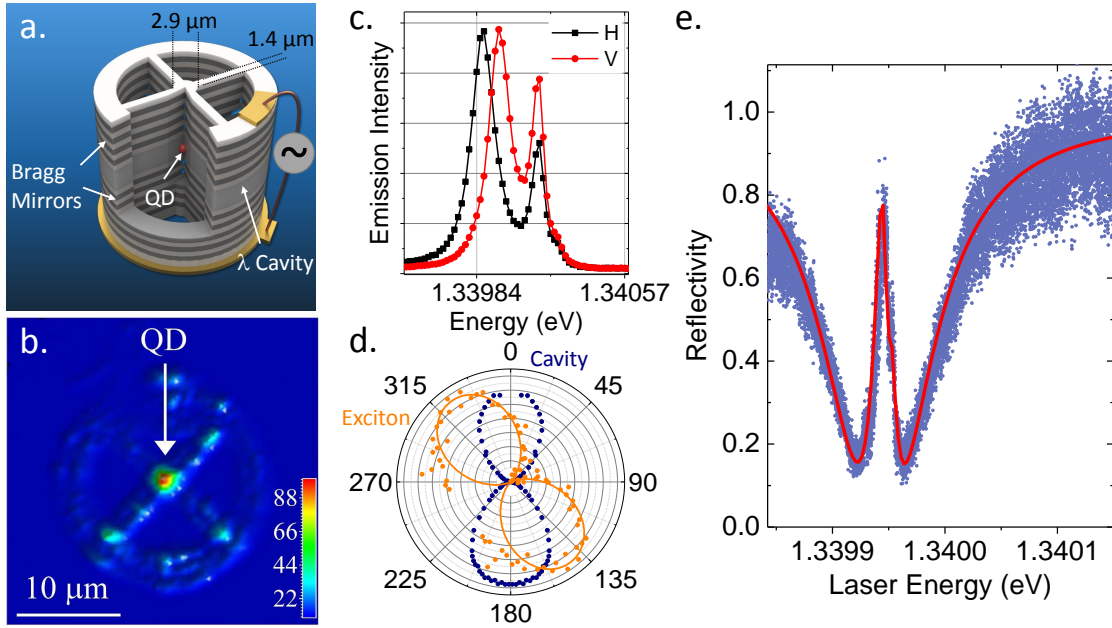 a.
2.9 μm
1.4 μm
Bragg
Mirrors
QD
λ Cavity
~
b.
QD
10 μm
88
66
44
22
c.
H
V
Emission Intensity
1.33984
1.34057
Energy (eV)
d.
0
Cavity
315
45
Exciton
270
90
225
135
180
e.
Reflectivity
1.0
0.8
0.6
0.4
0.2
0.0
1.3399
1.3400
1.3401
Laser Energy (eV)